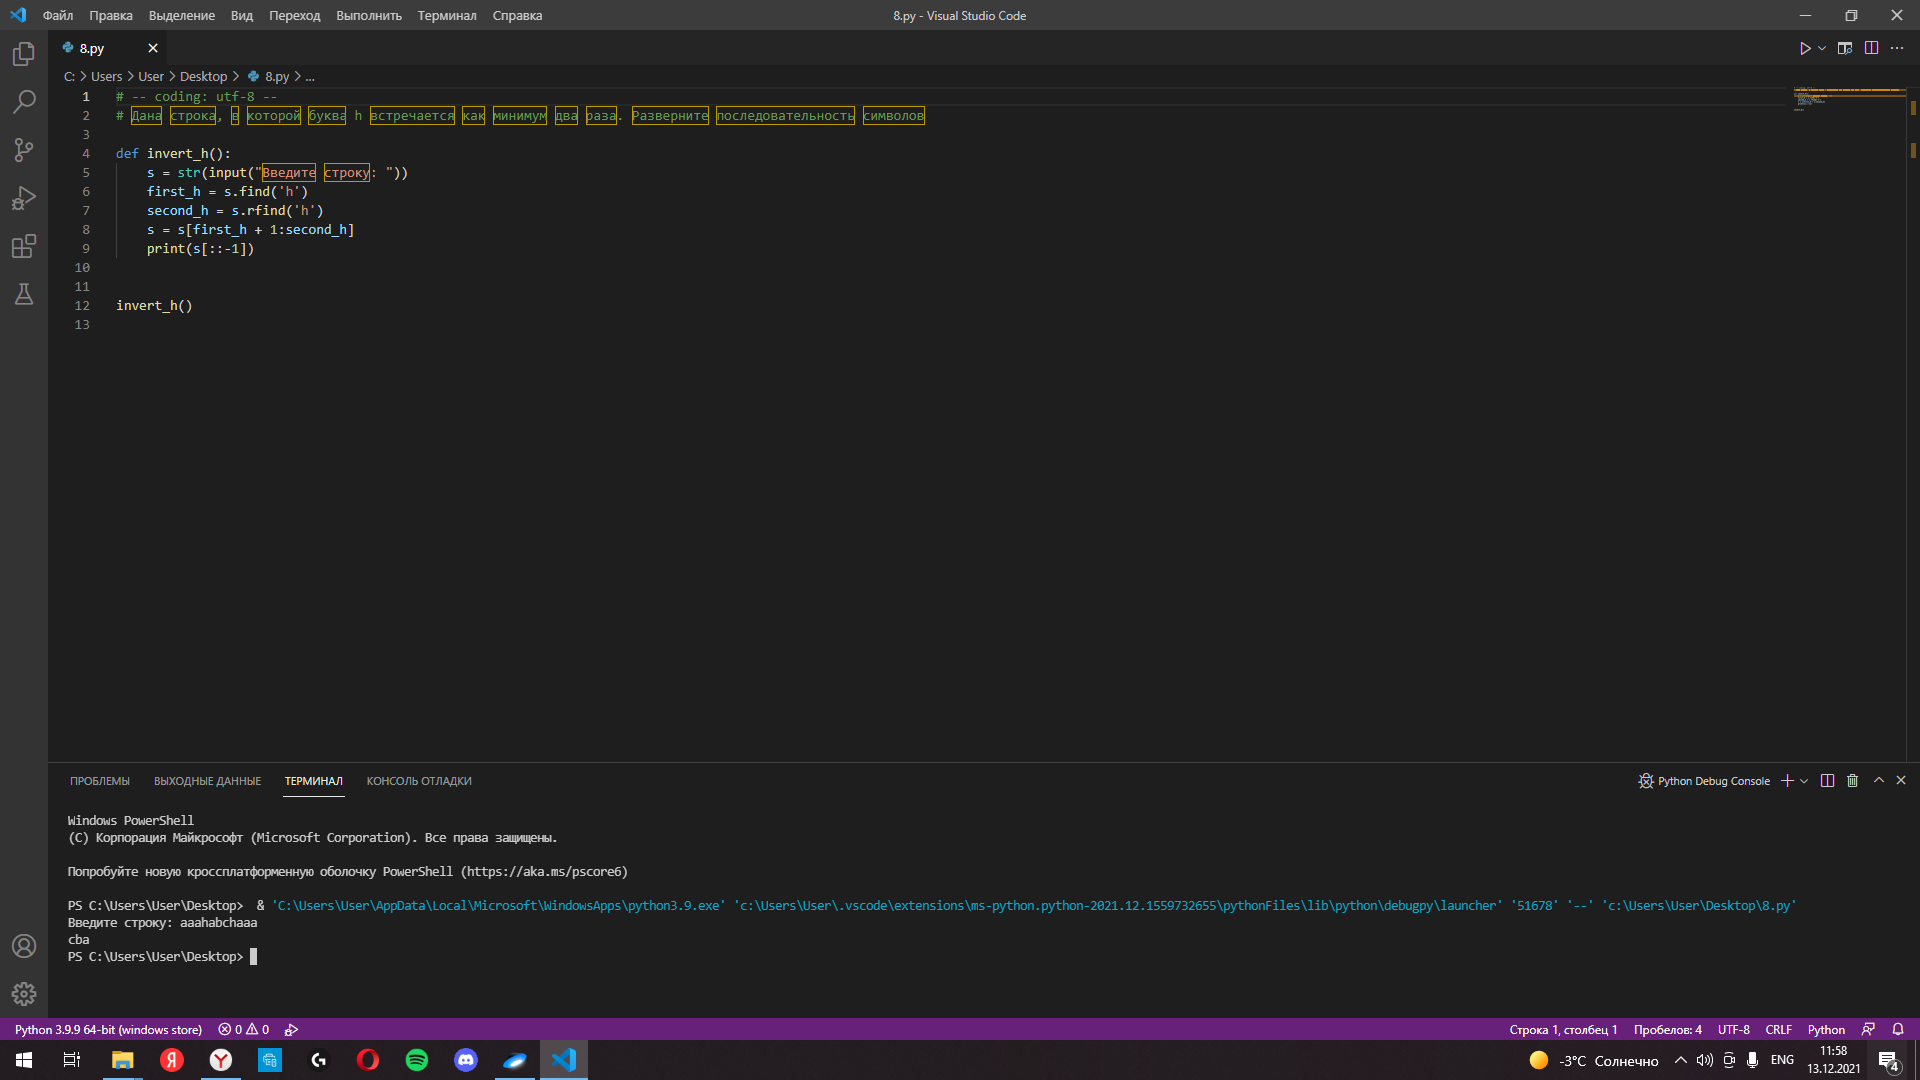 Файл Правка Выделение Вид Переход Выполнить Терминал Справка 8.py - Visual Studio Code
8.py
C: > Users > User > Desktop > 8.py > ...
1 # -- coding: utf-8 --
2 # Дана строка, в которой буква h встречается как минимум два раза. Разверните последовательность символов
3
4 def invert_h():
5 s = str(input("Введите строку: "))
6 first_h = s.find('h')
7 second_h = s.rfind('h')
8 s = s[first_h + 1:second_h]
9 print(s[::-1])
10
11
12 invert_h()
13
ПРОБЛЕМЫ ВЫХОДНЫЕ ДАННЫЕ ТЕРМИНАЛ КОНСОЛЬ ОТЛАДКИ Python Debug Console
Windows PowerShell
(C) Корпорация Майкрософт (Microsoft Corporation). Все права защищены.
Попробуйте новую кроссплатформенную оболочку PowerShell (https://aka.ms/pscore6)
PS C:\Users\User\Desktop> & 'C:\Users\User\AppData\Local\Microsoft\WindowsApps\python3.9.exe' 'c:\Users\User\.vscode\extensions\ms-python.python-2021.12.1559732655\pythonFiles\lib\python\debugpy\launcher' '51678' '--' 'c:\Users\User\Desktop\8.py'
Введите строку: aaahabchaaa
cba
PS C:\Users\User\Desktop>
Python 3.9.9 64-bit (windows store) 0 0 Строка 1, столбец 1 Пробелов: 4 UTF-8 CRLF Python
-3°C Солнечно ENG 11:58
13.12.2021 4